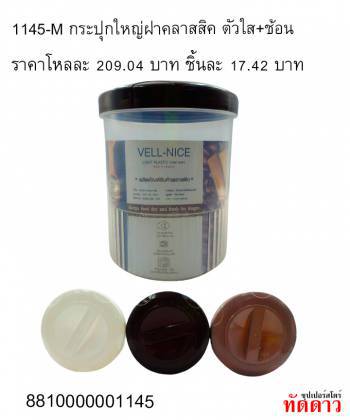 1145-M กระปุกใหญ่ฝาคลาสสิค ตัวใส+ช้อน
ราคาโหลละ 209.04 บาท ชิ้นละ 17.42 บาท
VELL-NICE
8810000001145
ซุปเปอร์สโตร์
ทัดดาว